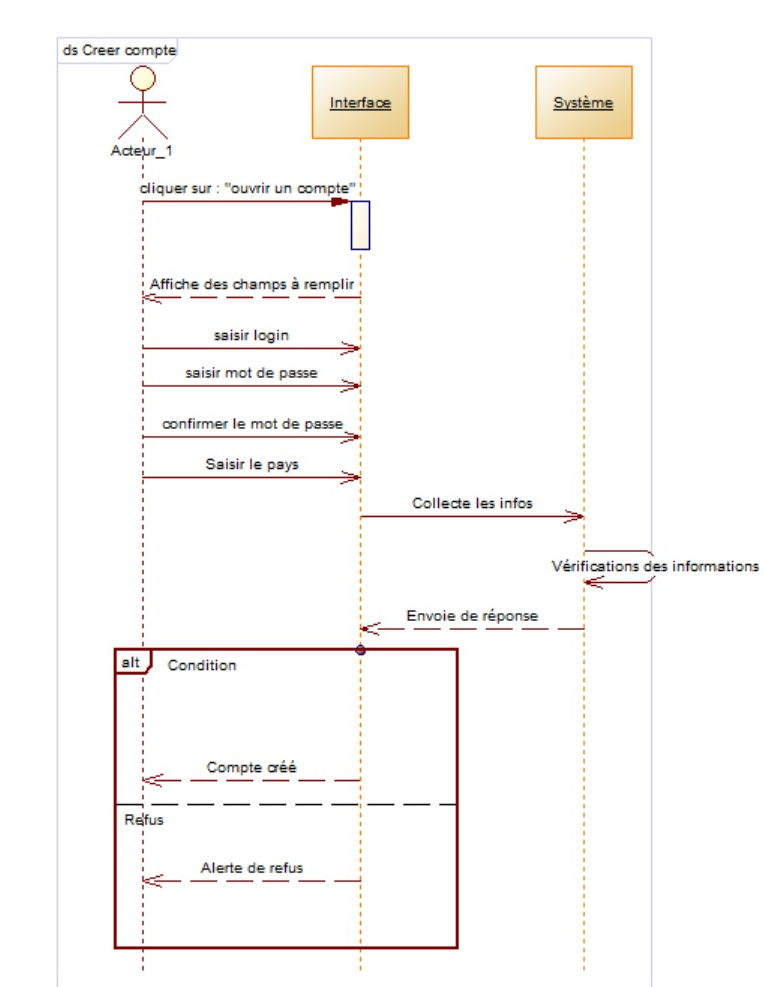 ds Creer compte
Interface
Système
Acteur_1
cliquer sur : "ouvrir un compte"
Affiche des champs à remplir
saisir login
saisir mot de passe
confirmer le mot de passe
Saisir le pays
Collecte les infos
Vérifications des informations
Envoie de réponse
alt
Condition
Compte créé
Refus
Alerte de refus